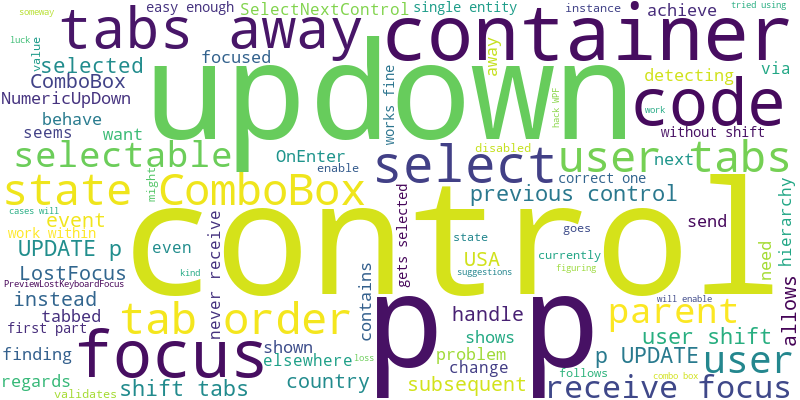 someway
easy enough
SelectNextControl
single entity
instance
achieve
tried using
tabs away
container
luck
value
selected
focused
works fine
away
detecting
via
ComboBox
updown
hack WPF
code
NumericUpDown
behave
work
seems
want
without shift
selectable
OnEnter
disabled
user tabs
next
might
enable
select
correct one
state
ComboBox
previous control
hierarchy
cases will
event
never receive
gets selected
control
goes
send
work within
state
UPDATE p
even
USA
currently
need
kind
suggestions
figuring
PreviewLostKeyboardFocus
LostFocus
instead
tab order
contains
p
p
will enable
parent
allows
tabbed
handle
first part
shows
user shift
finding
focus
shown
problem
p UPDATE
user
elsewhere
loss
change
follows
regards
shift tabs
country
subsequent
combo box
receive focus
validates